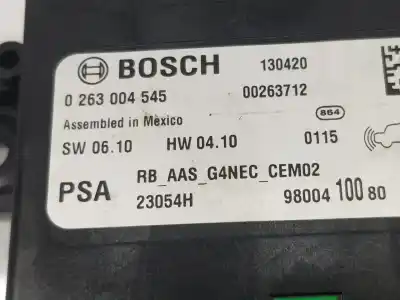 BOSCH 130420
0 263 004 545 00263712
Assembled in Mexico 864
SW 06.10 HW 04.10 0115
RB_AAS_G4NEC_CEM02
PSA 23054H 98004 100 80